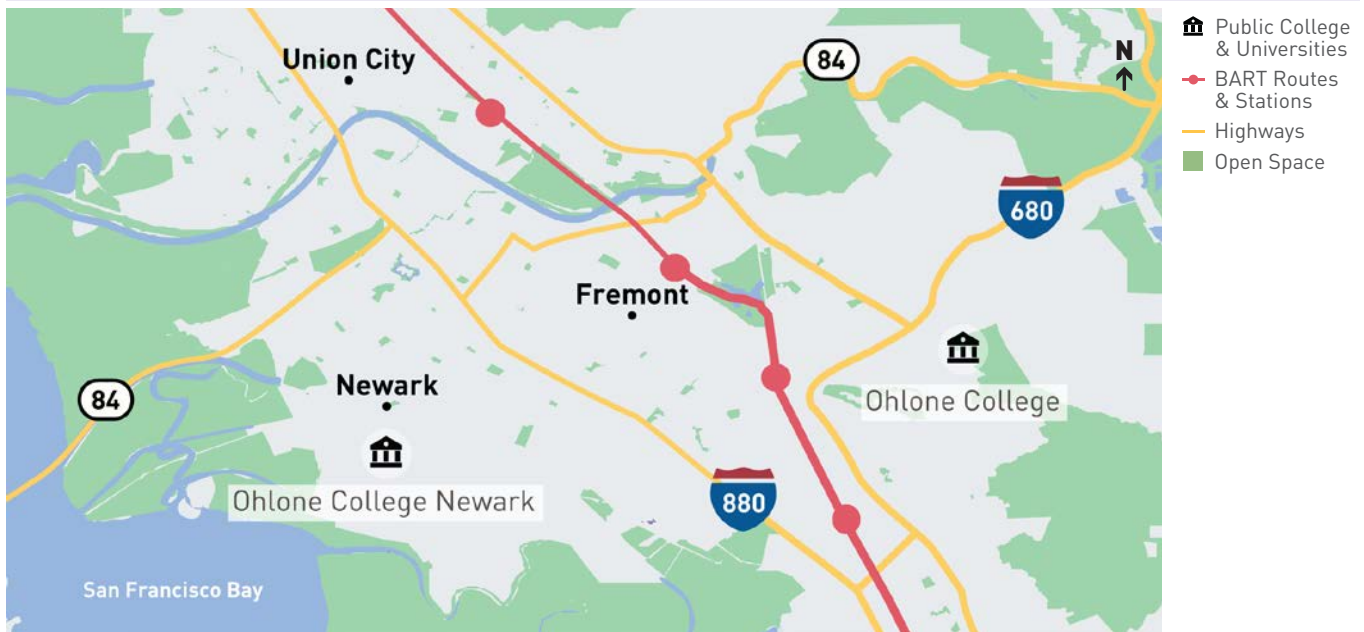 Union City
84
N
680
Fremont
Newark
84
Ohlone College
Ohlone College Newark
880
San Francisco Bay
Public College
& Universities
BART Routes
& Stations
Highways
Open Space